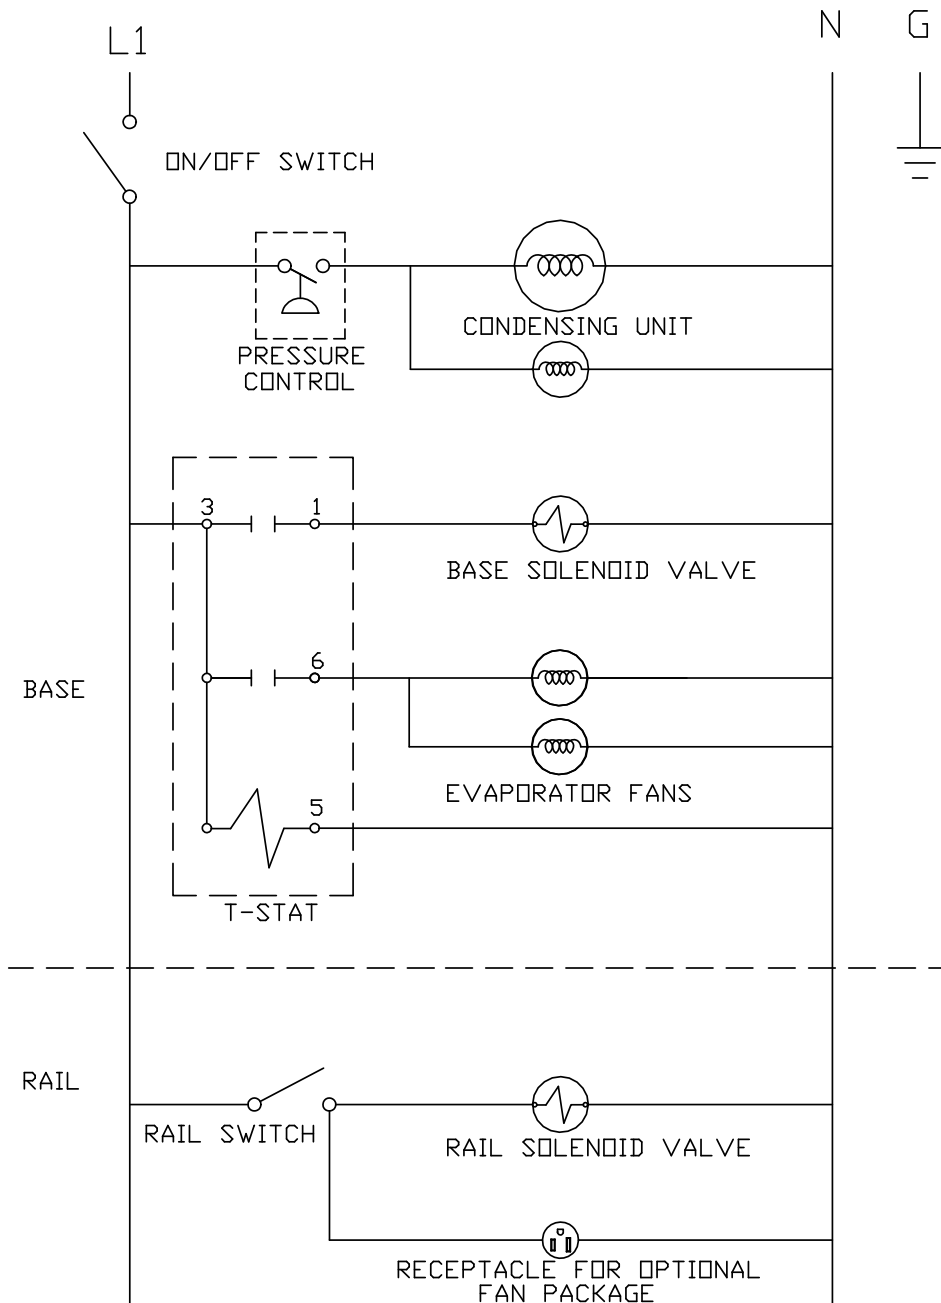 L1
N
G
ON/OFF SWITCH
CONDENSING UNIT
PRESSURE
CONTROL
3
1
BASE SOLENOID VALVE
6
BASE
EVAPORATOR FANS
5
T-STAT
RAIL
RAIL SWITCH
RAIL SOLENOID VALVE
RECEPTACLE FOR OPTIONAL
FAN PACKAGE